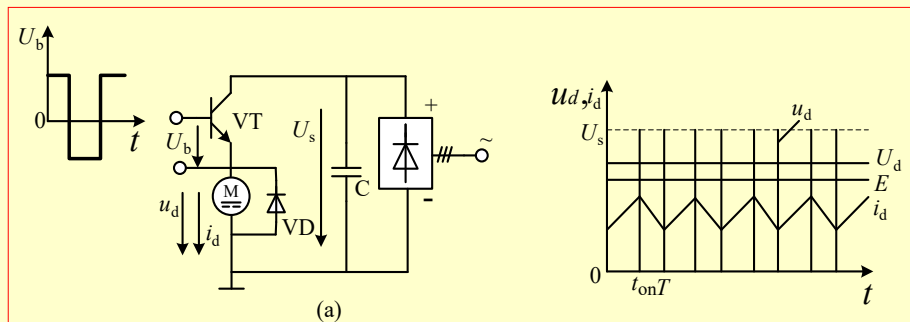 U_b
0
t
VT
U_b
M
u_d
i_d
VD
U_s
C
+
-
~
(a)
u_d,i_d
U_s
u_d
U_d
E
i_d
0
t_on T
t